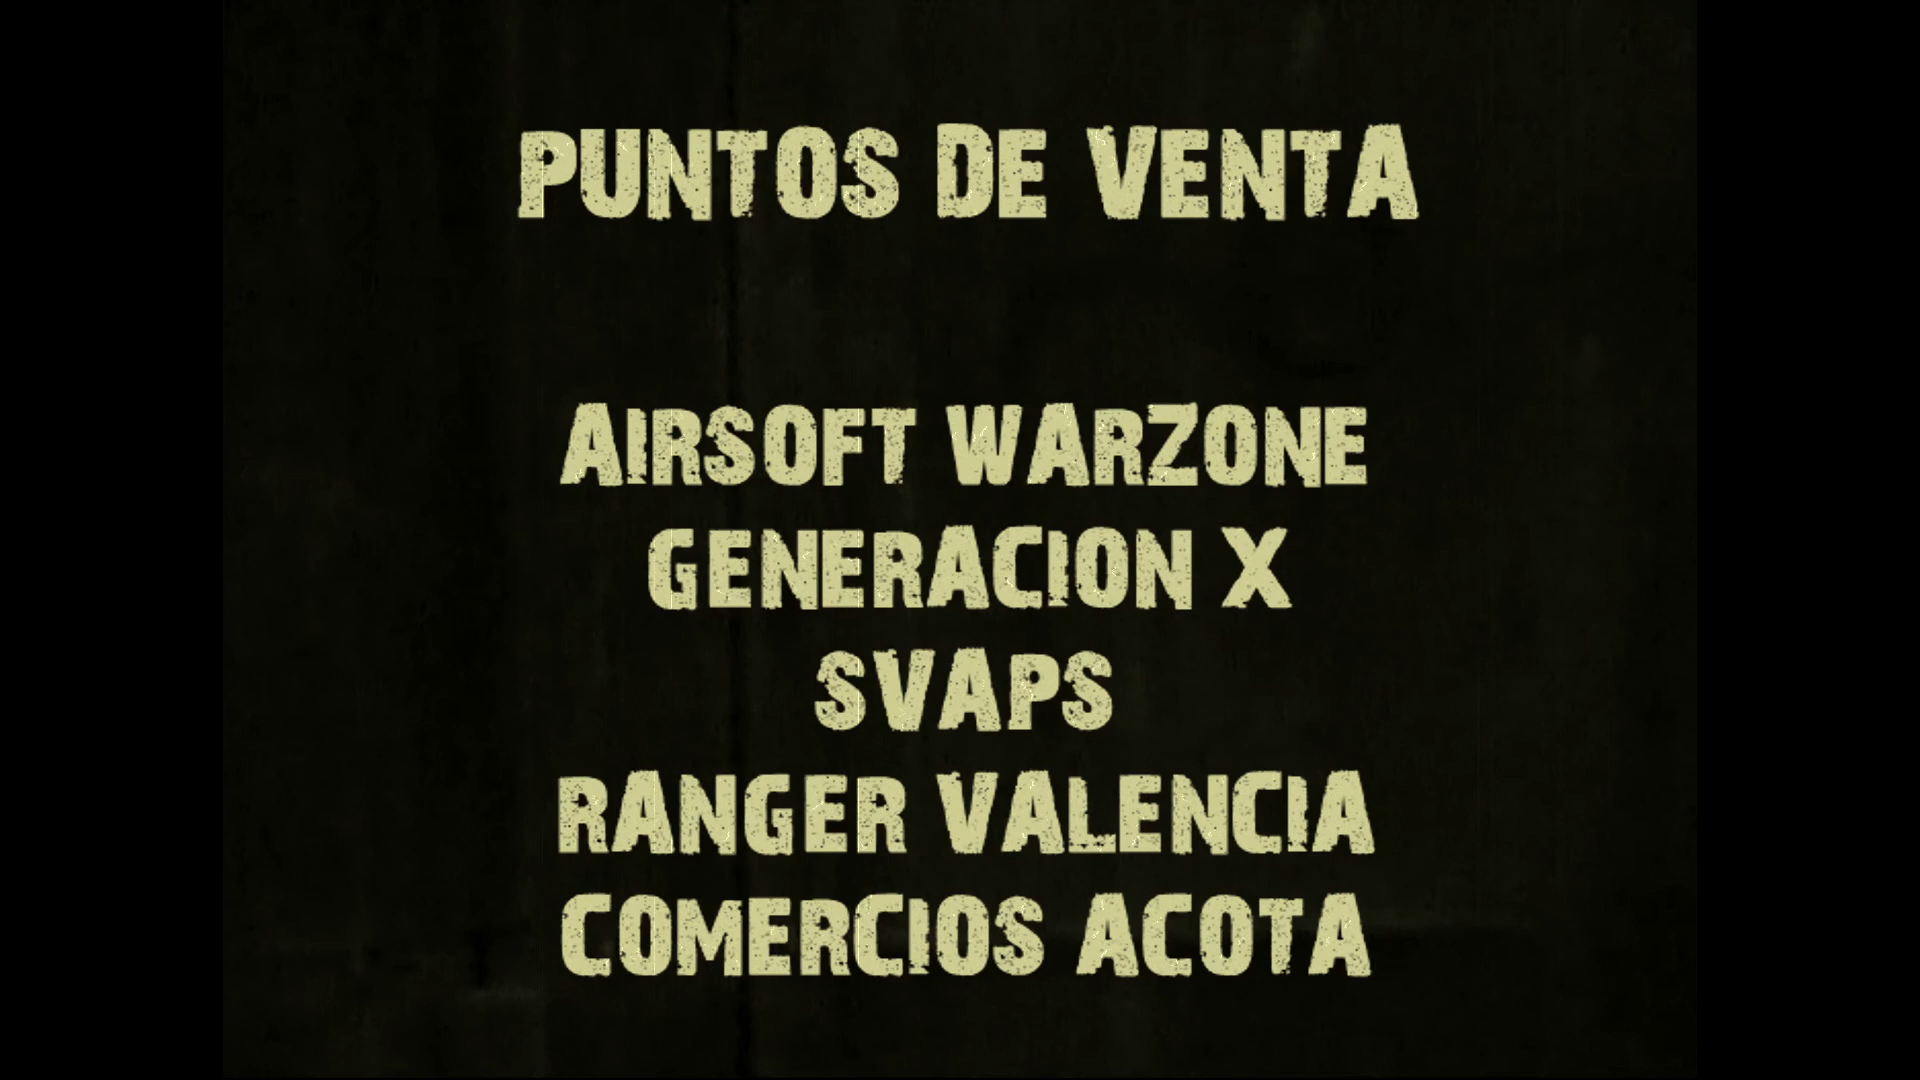 PUNTOS DE VENTA
AIRSOFT WARZONE
GENERACION X
SVAPS
RANGER VALENCIA
COMERCIOS ACOTA